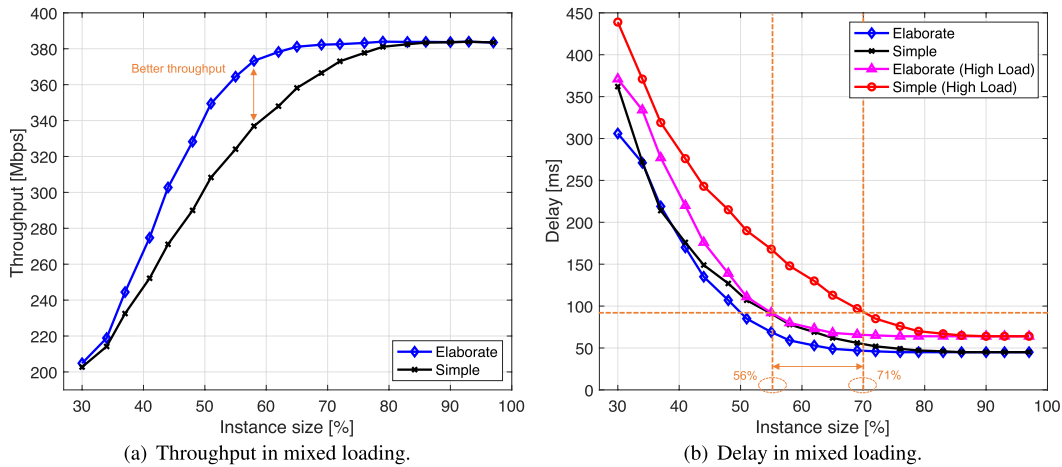 400
380
360
340
320
300
280
260
240
220
200
30 40 50 60 70 80 90 100
Throughput [Mbps]
Instance size [%]
Better throughput
Elaborate
Simple
(a) Throughput in mixed loading.
450
400
350
300
250
200
150
100
50
0
30 40 50 60 70 80 90 100
Delay [ms]
Instance size [%]
Elaborate
Simple
Elaborate (High Load)
Simple (High Load)
56%
71%
(b) Delay in mixed loading.